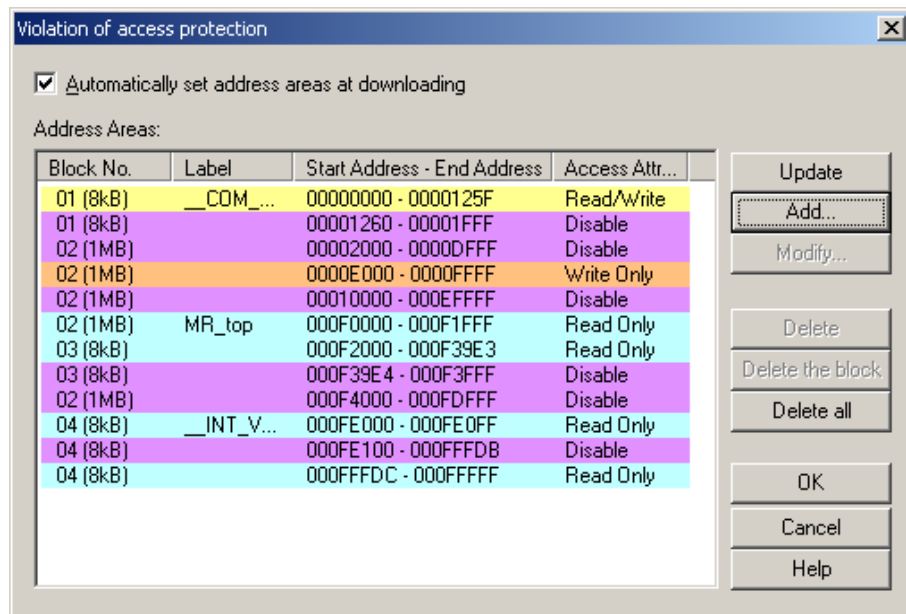 Violation of access protection
Automatically set address areas at downloading
Address Areas:
Block No. Label Start Address - End Address Access Attr...
01 (8kB) __COM_... 00000000 - 0000125F Read/Write
01 (8kB) 00001260 - 00001FFF Disable
02 (1MB) 00002000 - 0000DFFF Disable
02 (1MB) 0000E000 - 0000FFFF Write Only
02 (1MB) 00010000 - 000EFFFF Disable
02 (1MB) MR_top 000F0000 - 000F1FFF Read Only
03 (8kB) 000F2000 - 000F39E3 Read Only
03 (8kB) 000F39E4 - 000F3FFF Disable
02 (1MB) 000F4000 - 000FDFFF Disable
04 (8kB) __INT_V... 000FE000 - 000FE0FF Read Only
04 (8kB) 000FE100 - 000FFFDB Disable
04 (8kB) 000FFFDC - 000FFFFF Read Only
Update
Add...
Modify...
Delete
Delete the block
Delete all
OK
Cancel
Help